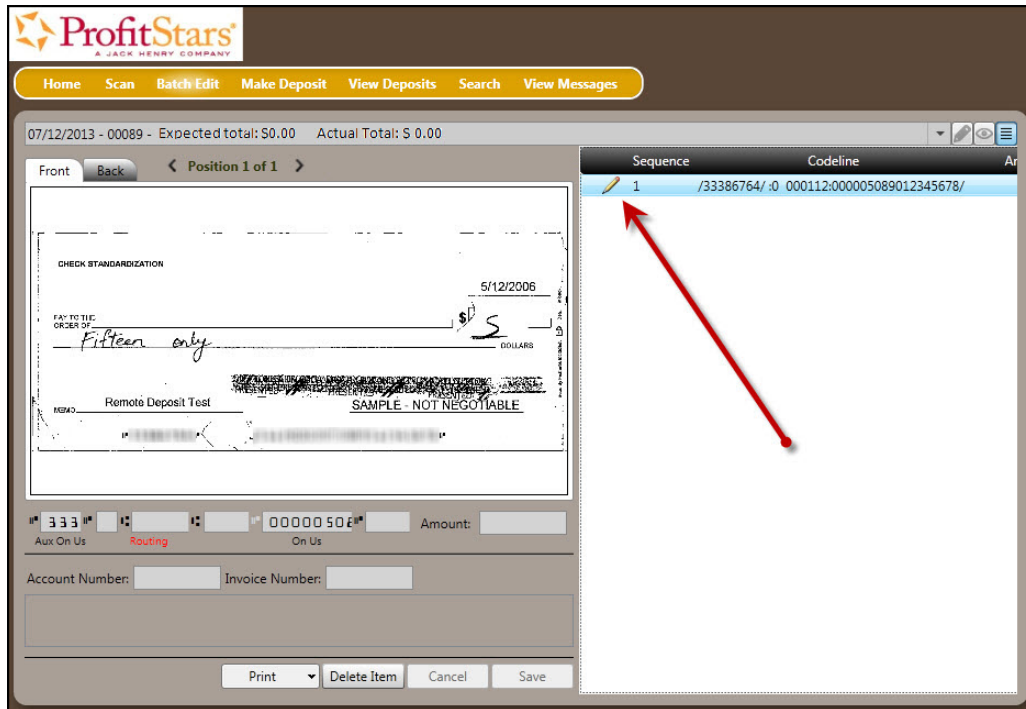 ProfitStars®
A JACK HENRY COMPANY
Home Scan Batch Edit Make Deposit View Deposits Search View Messages
07/12/2013 - 00089 - Expected total: $0.00 Actual Total: $ 0.00
Front Back Position 1 of 1
Sequence Codeline
1 /33386764/ :0 000112:000005089012345678/
CHECK STANDARDIZATION
5/12/2006
PAY TO THE
ORDER OF
$ 15
Fifteen only
DOLLARS
MEMO Remote Deposit Test
SAMPLE - NOT NEGOTIABLE
333 00000506 Amount:
Aux On Us Routing On Us
Account Number: Invoice Number:
Print Delete Item Cancel Save